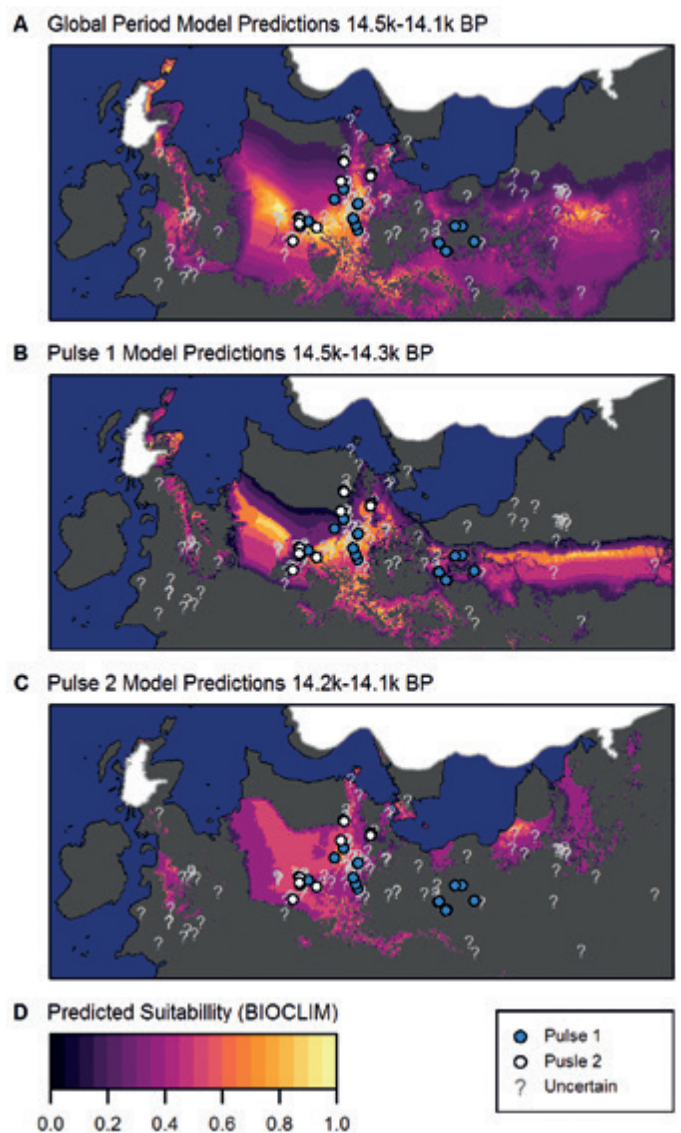 A Global Period Model Predictions 14.5k-14.1k BP
B Pulse 1 Model Predictions 14.5k-14.3k BP
C Pulse 2 Model Predictions 14.2k-14.1k BP
D Predicted Suitabillity (BIOCLIM)
0.0 0.2 0.4 0.6 0.8 1.0
Pulse 1
Pusle 2
? Uncertain